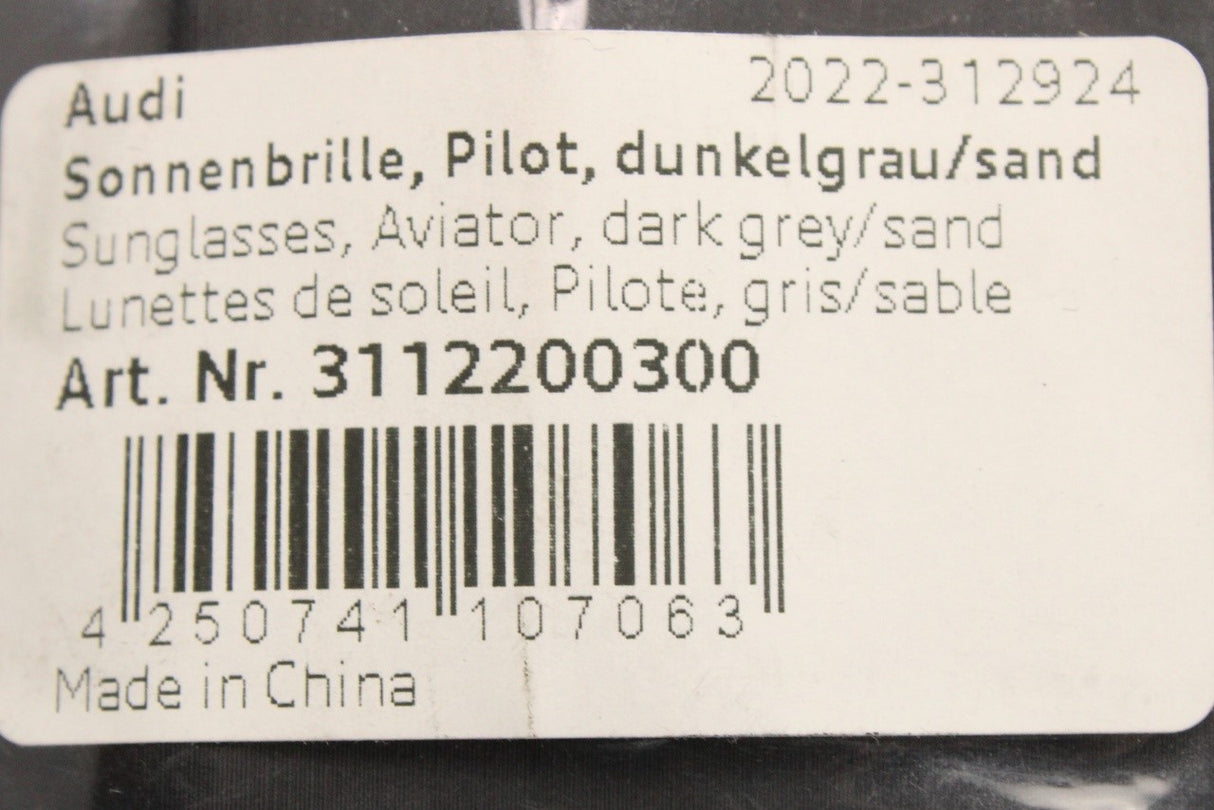 Audi 2022-312924
Sonnenbrille, Pilot, dunkelgrau/sand
Sunglasses, Aviator, dark grey/sand
Lunettes de soleil, Pilote, gris/sable
Art. Nr. 3112200300
4 250741 107063
Made in China